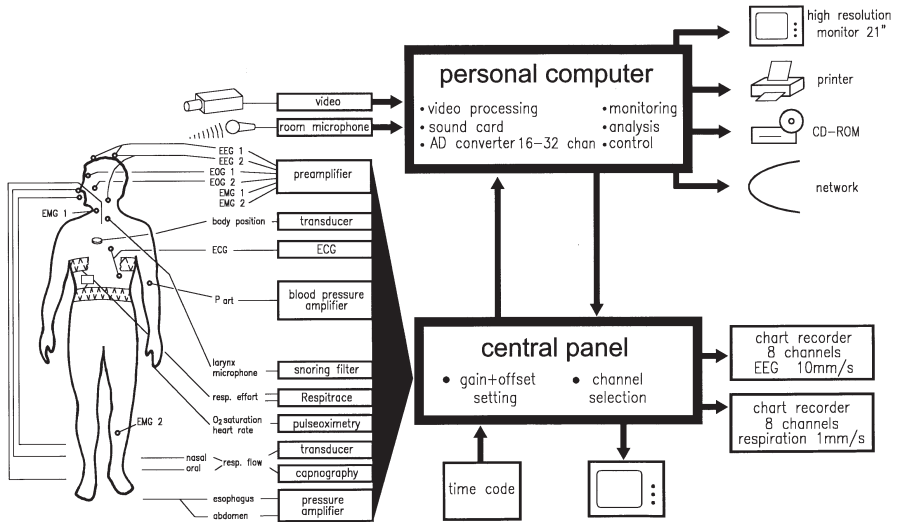 high resolution
monitor 21"
personal computer
• video processing
• sound card
• AD converter 16-32 chan
• monitoring
• analysis
• control
printer
CD-ROM
network
video
room microphone
EEG 1
EEG 2
EOG 1
EOG 2
EMG 1
EMG 2
preamplifier
EMG 1
body position
transducer
ECG
ECG
P art
blood pressure
amplifier
larynx
microphone
snoring filter
resp. effort
Respitrace
O2saturation
heart rate
pulseoximetry
EMG 2
nasal
oral
resp. flow
transducer
capnography
esophagus
abdomen
pressure
amplifier
central panel
• gain+offset
setting
• channel
selection
chart recorder
8 channels
EEG 10mm/s
chart recorder
8 channels
respiration 1mm/s
time code